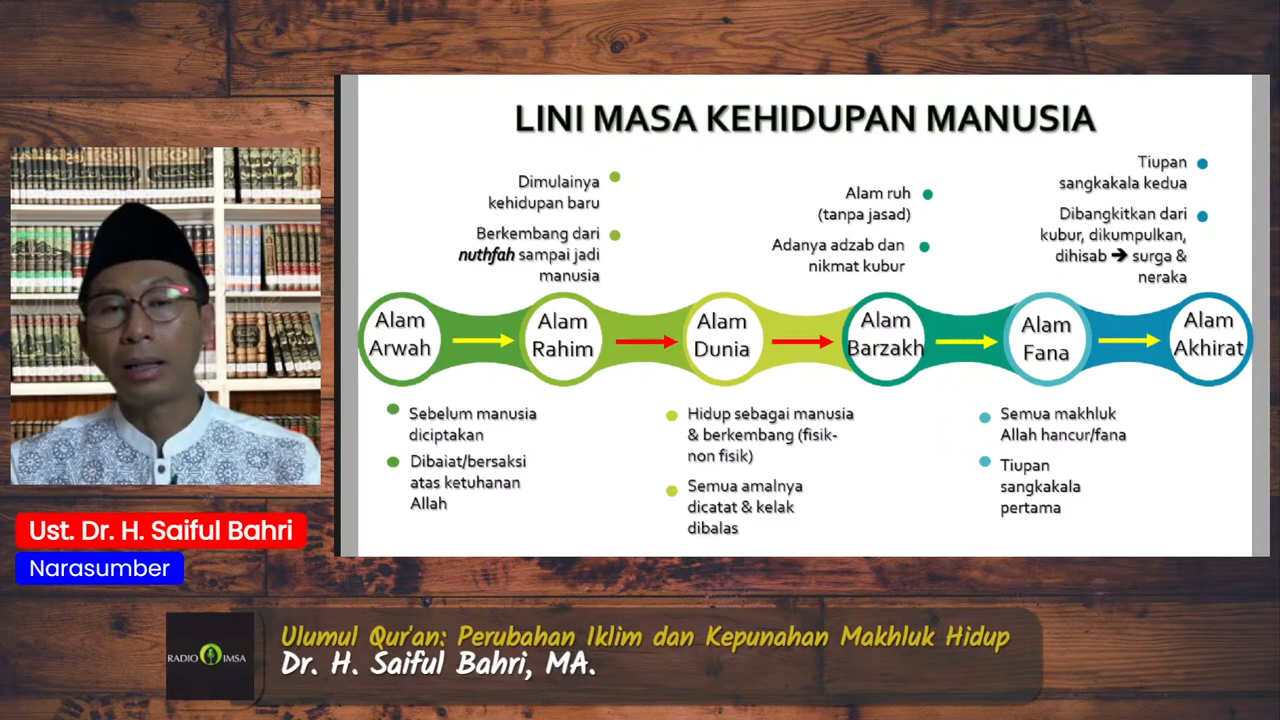 LINI MASA KEHIDUPAN MANUSIA
Dimulainya
kehidupan baru
Berkembang dari
nuthfah sampai jadi
manusia
Alam ruh
(tanpa jasad)
Adanya adzab dan
nikmat kubur
Tiupan
sangkakala kedua
Dibangkitkan dari
kubur, dikumpulkan,
dihisab ➔ surga &
neraka
Alam
Arwah
Alam
Rahim
Alam
Dunia
Alam
Barzakh
Alam
Fana
Alam
Akhirat
Sebelum manusia
diciptakan
Dibaiat/bersaksi
atas ketuhanan
Allah
Hidup sebagai manusia
& berkembang (fisik-
non fisik)
Semua amalnya
dicatat & kelak
dibalas
Semua makhluk
Allah hancur/fana
Tiupan
sangkakala
pertama
Ust. Dr. H. Saiful Bahri
Narasumber
RADIO IMSA
Ulumul Qur'an: Perubahan Iklim dan Kepunahan Makhluk Hidup
Dr. H. Saiful Bahri, MA.